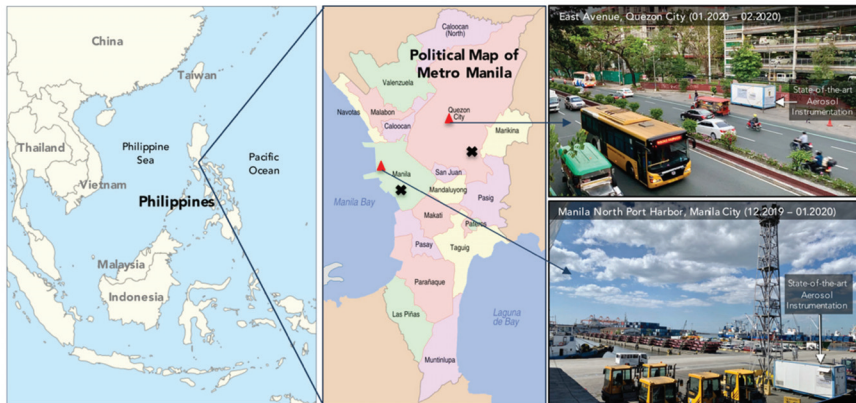 China
Taiwan
Thailand
Philippine
Sea
Pacific
Ocean
Vietnam
Philippines
Malaysia
Indonesia
Political Map of
Metro Manila
Caloocan
(North)
Valenzuela
Navotas
Malabon
Caloocan
Quezon
City
Marikina
Manila
San Juan
Mandaluyong
Manila Bay
Makati
Pasig
Pateros
Pasay
Taguig
Parañaque
Las Piñas
Laguna
de Bay
Muntinlupa
East Avenue, Quezon City (01.2020 – 02.2020)
State-of-the-art
Aerosol
Instrumentation
Manila North Port Harbor, Manila City (12.2019 – 01.2020)
State-of-the-art
Aerosol
Instrumentation